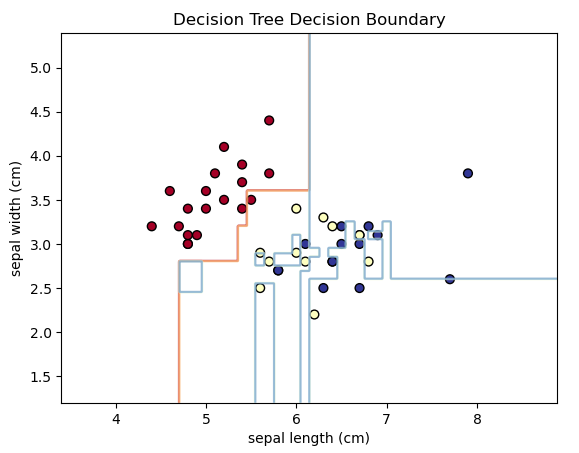 Decision Tree Decision Boundary
5.0
4.5
4.0
3.5
3.0
2.5
2.0
1.5
sepal width (cm)
4 5 6 7 8
sepal length (cm)